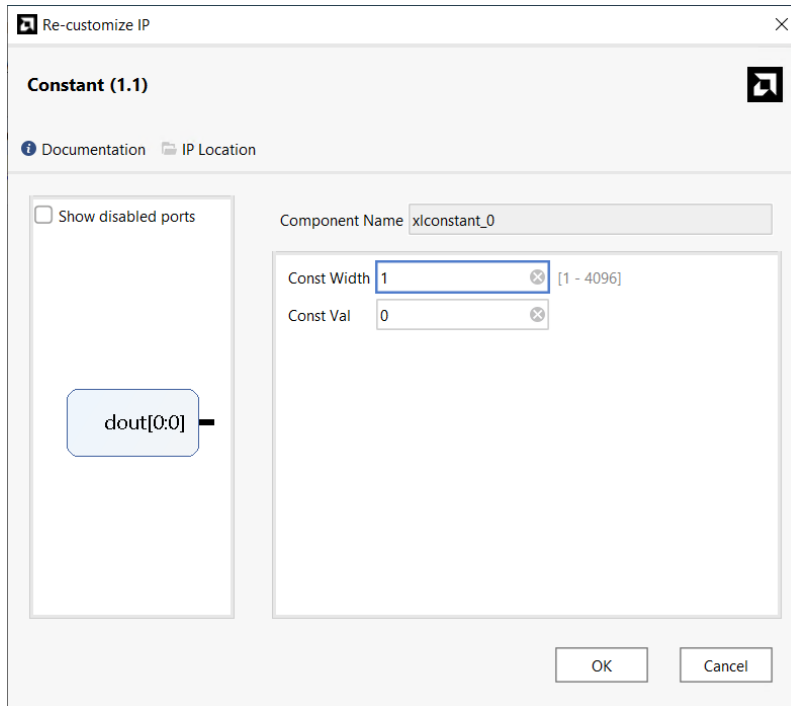 Re-customize IP
Constant (1.1)
Documentation IP Location
Show disabled ports
dout[0:0]
Component Name xlconstant_0
Const Width 1 [1 - 4096]
Const Val 0
OK Cancel